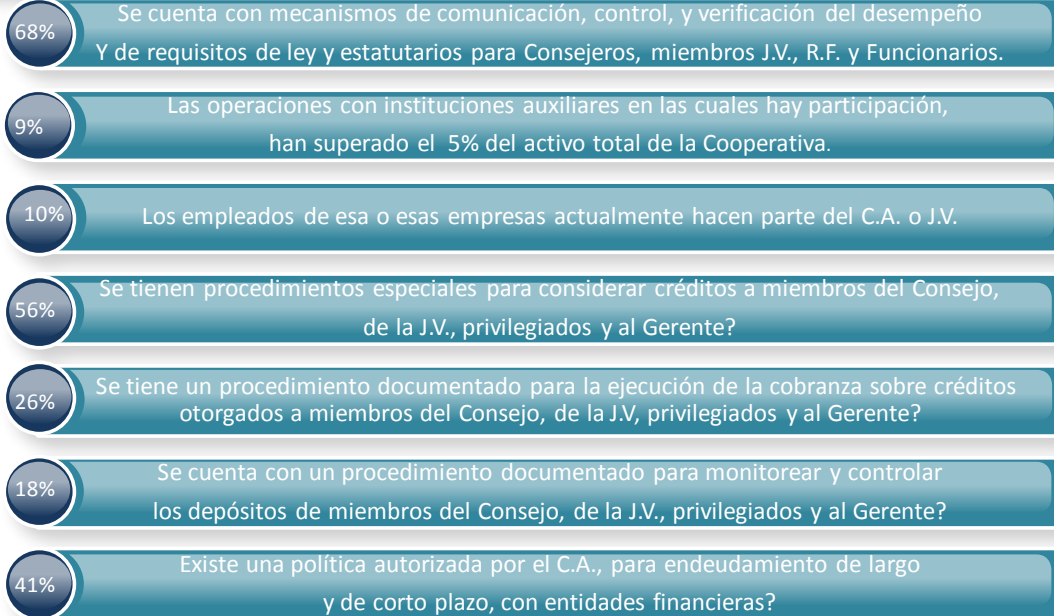 68%
Se cuenta con mecanismos de comunicación, control, y verificación del desempeño
Y de requisitos de ley y estatutarios para Consejeros, miembros J.V., R.F. y Funcionarios.
9%
Las operaciones con instituciones auxiliares en las cuales hay participación,
han superado el 5% del activo total de la Cooperativa.
10%
Los empleados de esa o esas empresas actualmente hacen parte del C.A. o J.V.
56%
Se tienen procedimientos especiales para considerar créditos a miembros del Consejo,
de la J.V., privilegiados y al Gerente?
26%
Se tiene un procedimiento documentado para la ejecución de la cobranza sobre créditos
otorgados a miembros del Consejo, de la J.V, privilegiados y al Gerente?
18%
Se cuenta con un procedimiento documentado para monitorear y controlar
los depósitos de miembros del Consejo, de la J.V., privilegiados y al Gerente?
41%
Existe una política autorizada por el C.A., para endeudamiento de largo
y de corto plazo, con entidades financieras?